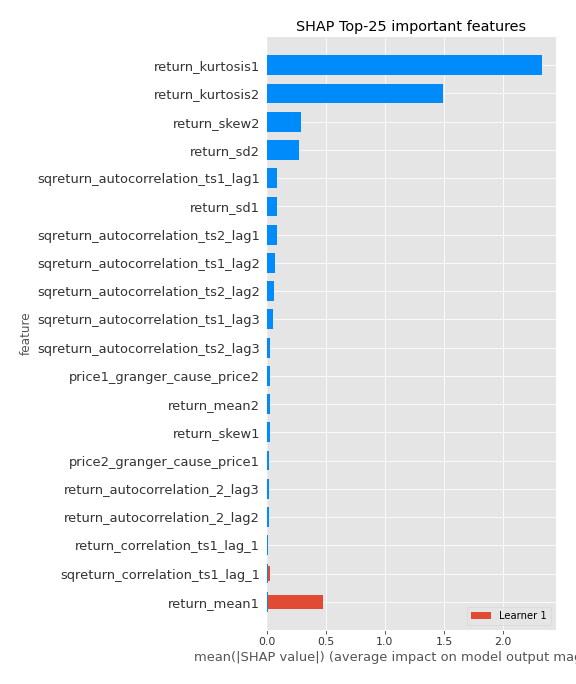 SHAP Top-25 important features
return_kurtosis1
return_kurtosis2
return_skew2
return_sd2
sqreturn_autocorrelation_ts1_lag1
return_sd1
sqreturn_autocorrelation_ts2_lag1
sqreturn_autocorrelation_ts1_lag2
sqreturn_autocorrelation_ts2_lag2
sqreturn_autocorrelation_ts1_lag3
sqreturn_autocorrelation_ts2_lag3
price1_granger_cause_price2
return_mean2
return_skew1
price2_granger_cause_price1
return_autocorrelation_2_lag3
return_autocorrelation_2_lag2
return_correlation_ts1_lag_1
sqreturn_correlation_ts1_lag_1
return_mean1
feature
Learner 1
0.0 0.5 1.0 1.5 2.0
mean(|SHAP value|) (average impact on model output mag